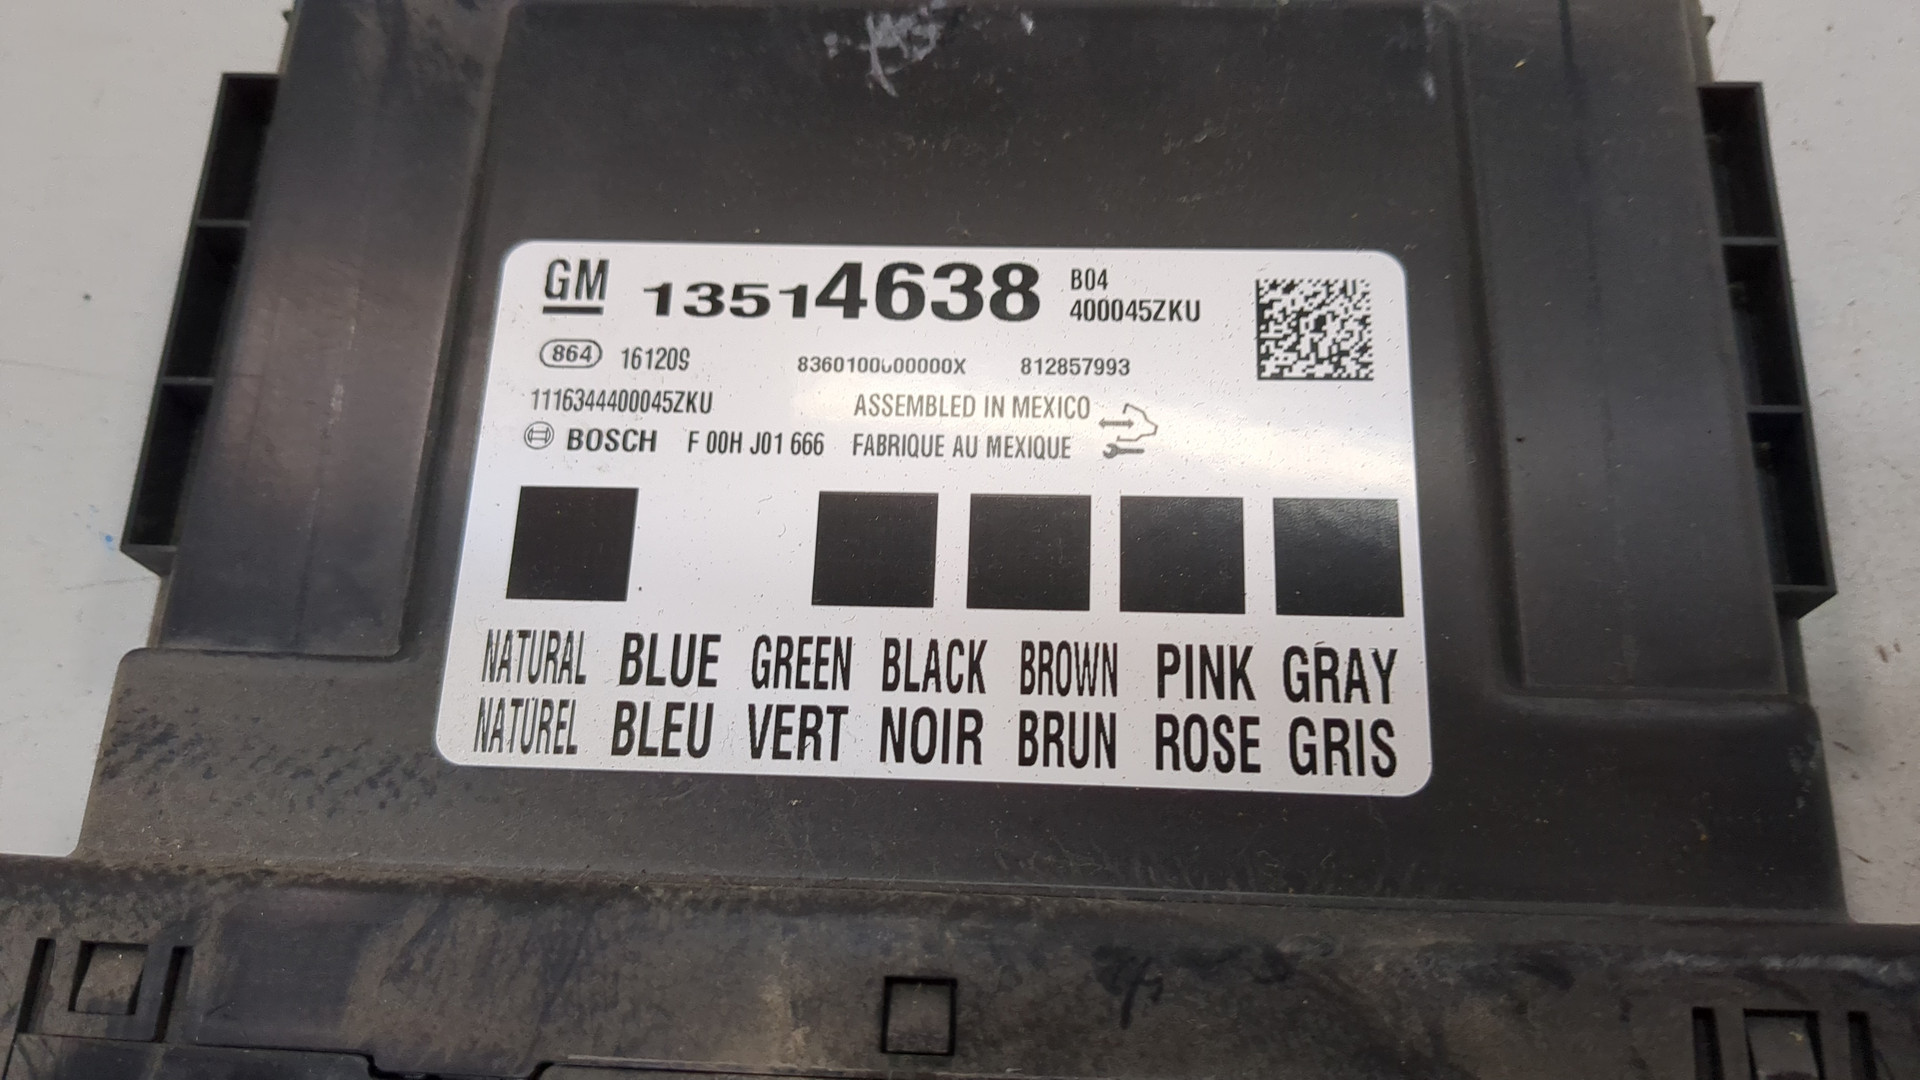 GM 13514638 B04
400045ZKU
864 161209 8360100000000X 812857993
1116344400045ZKU ASSEMBLED IN MEXICO
BOSCH F 00H J01 666 FABRIQUE AU MEXIQUE
NATURAL BLUE GREEN BLACK BROWN PINK GRAY
NATUREL BLEU VERT NOIR BRUN ROSE GRIS